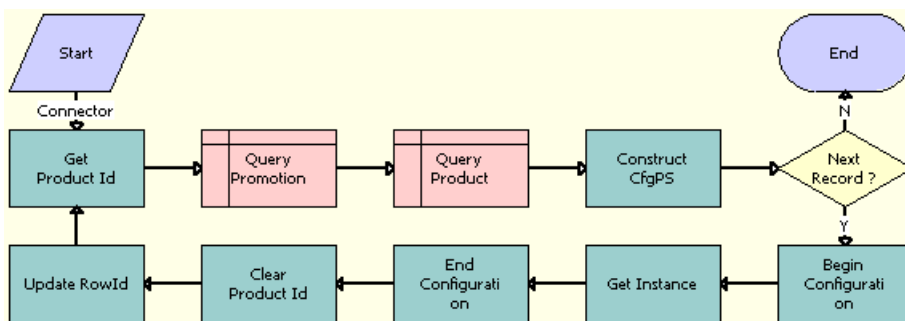 Start
End
Connector
N
Get
Product Id
Query
Promotion
Query
Product
Construct
CfgPS
Next
Record ?
Y
Update RowId
Clear
Product Id
End
Configurati
on
Get Instance
Begin
Configurati
on